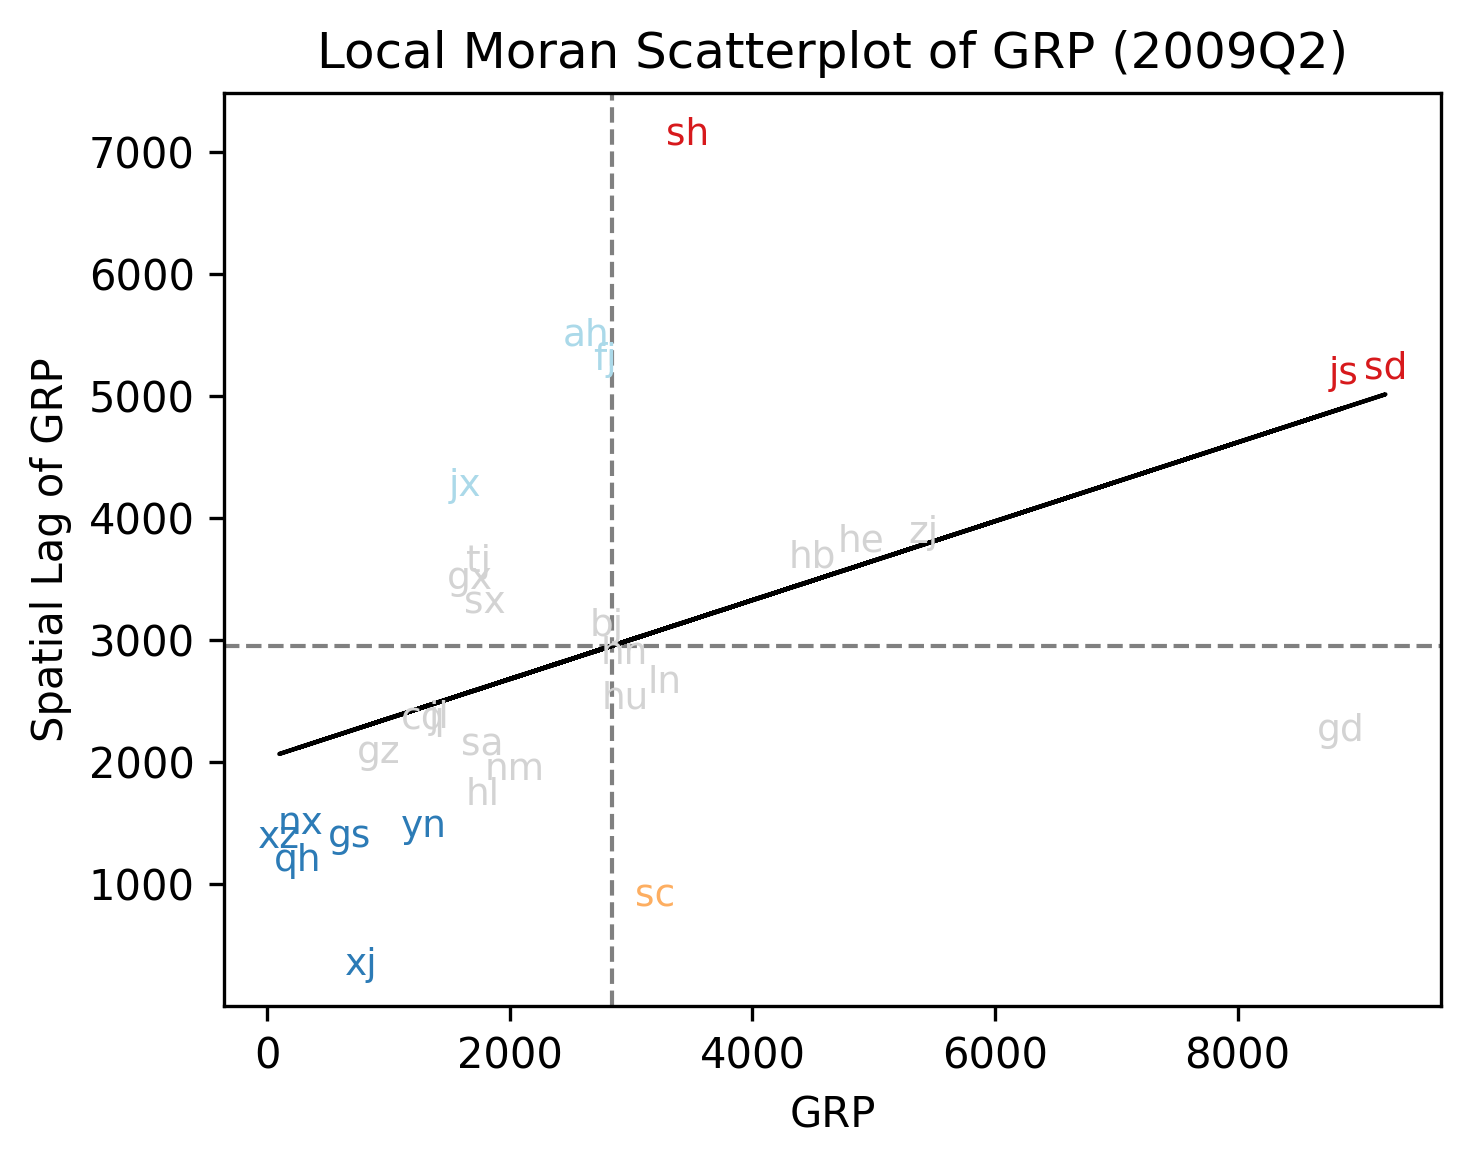 Local Moran Scatterplot of GRP (2009Q2)
7000
6000
5000
4000
3000
2000
1000
Spatial Lag of GRP
sh
ah
fj
js
sd
jx
tj
gx
sx
zj
he
hb
bj
hn
ln
hu
cq
jl
gd
gz
sa
nm
hl
nx
xz
gs
yn
qh
sc
xj
0
2000
4000
6000
8000
GRP